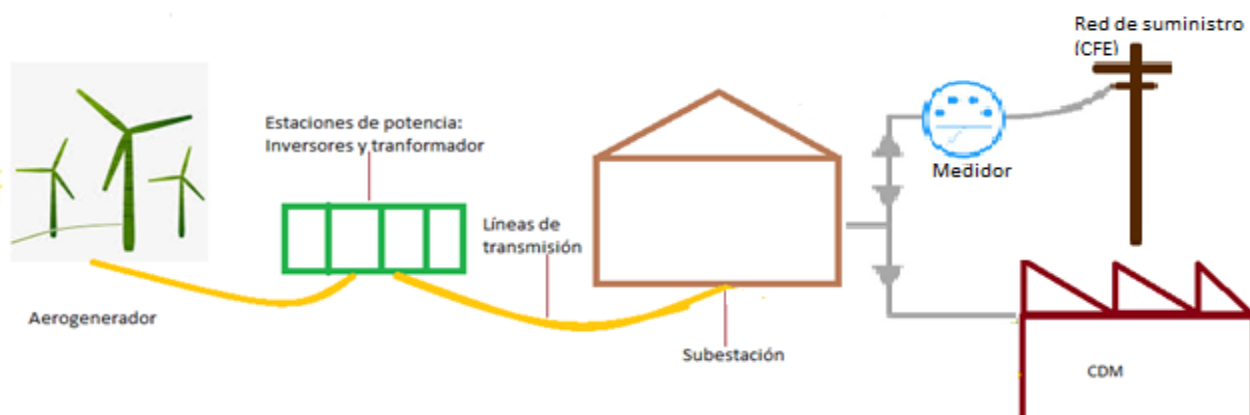 Red de suministro
(CFE)
Estaciones de potencia:
Inversores y tranformador
Medidor
Líneas de
transmisión
Aerogenerador
Subestación
CDM